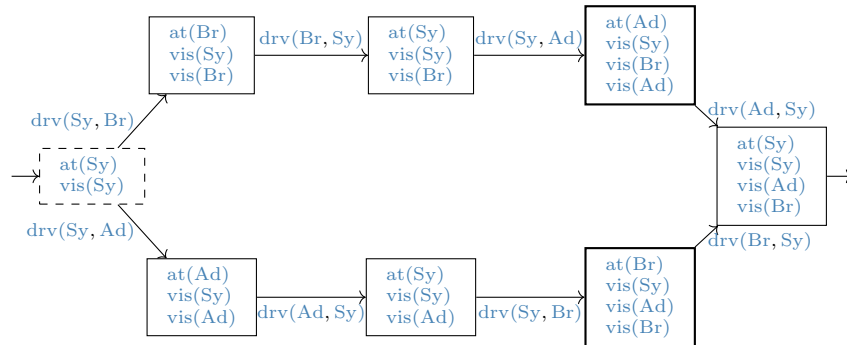 at(Br)
vis(Sy)
vis(Br)
drv(Br, Sy)
at(Sy)
vis(Sy)
vis(Br)
drv(Sy, Ad)
at(Ad)
vis(Sy)
vis(Br)
vis(Ad)
drv(Sy, Br)
drv(Ad, Sy)
at(Sy)
vis(Sy)
at(Sy)
vis(Sy)
vis(Ad)
vis(Br)
drv(Sy, Ad)
drv(Br, Sy)
at(Ad)
vis(Sy)
vis(Ad)
drv(Ad, Sy)
at(Sy)
vis(Sy)
vis(Ad)
drv(Sy, Br)
at(Br)
vis(Sy)
vis(Ad)
vis(Br)